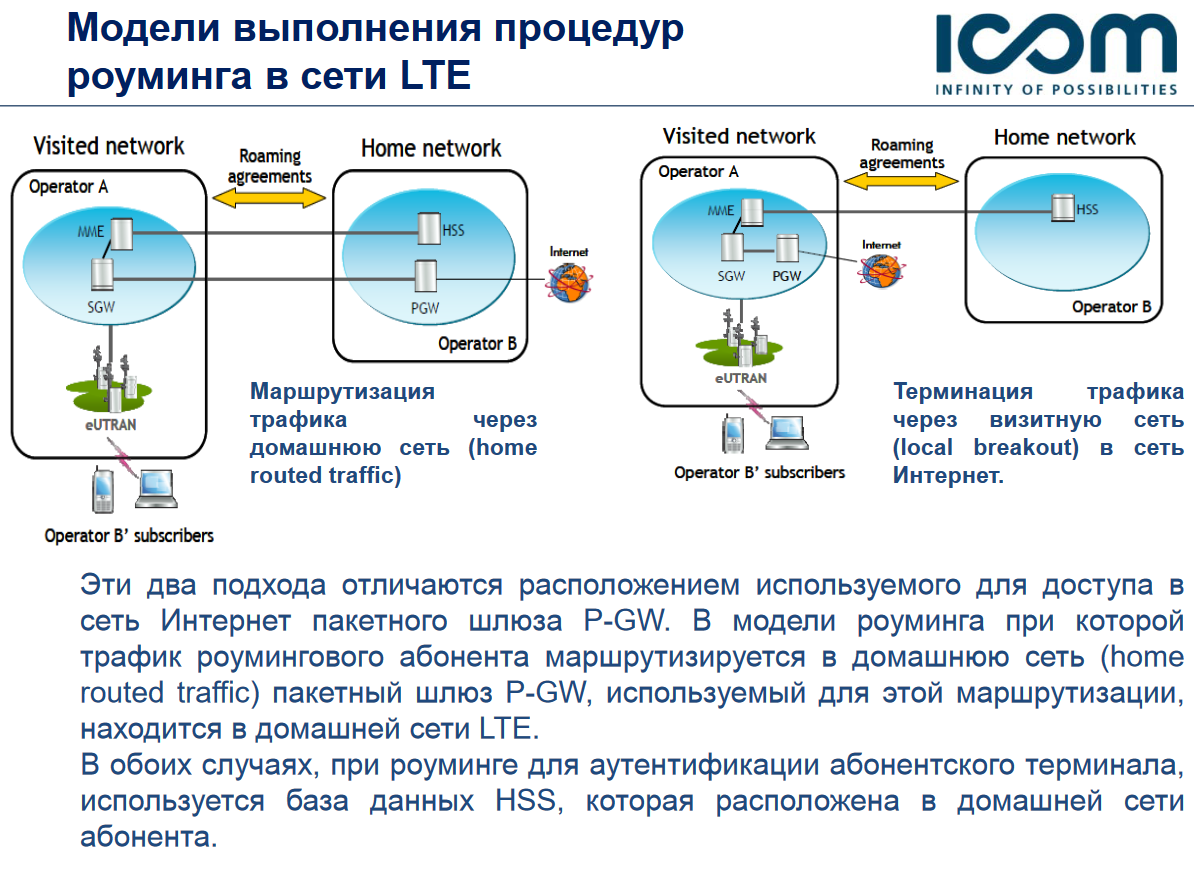 Модели выполнения процедур
роуминга в сети LTE
ICOM
INFINITY OF POSSIBILITIES
Visited network
Roaming
agreements
Home network
Operator A
MME
HSS
SGW
PGW
Internet
Operator B
eUTRAN
Operator B’ subscribers
Маршрутизация
трафика через
домашнюю сеть (home
routed traffic)
Visited network
Roaming
agreements
Home network
Operator A
MME
HSS
SGW
PGW
Internet
Operator B
eUTRAN
Operator B’ subscribers
Терминация трафика
через визитную сеть
(local breakout) в сеть
Интернет.
Эти два подхода отличаются расположением используемого для доступа в
сеть Интернет пакетного шлюза P-GW. В модели роуминга при которой
трафик роумингового абонента маршрутизируется в домашнюю сеть (home
routed traffic) пакетный шлюз P-GW, используемый для этой маршрутизации,
находится в домашней сети LTE.
В обоих случаях, при роуминге для аутентификации абонентского терминала,
используется база данных HSS, которая расположена в домашней сети
абонента.